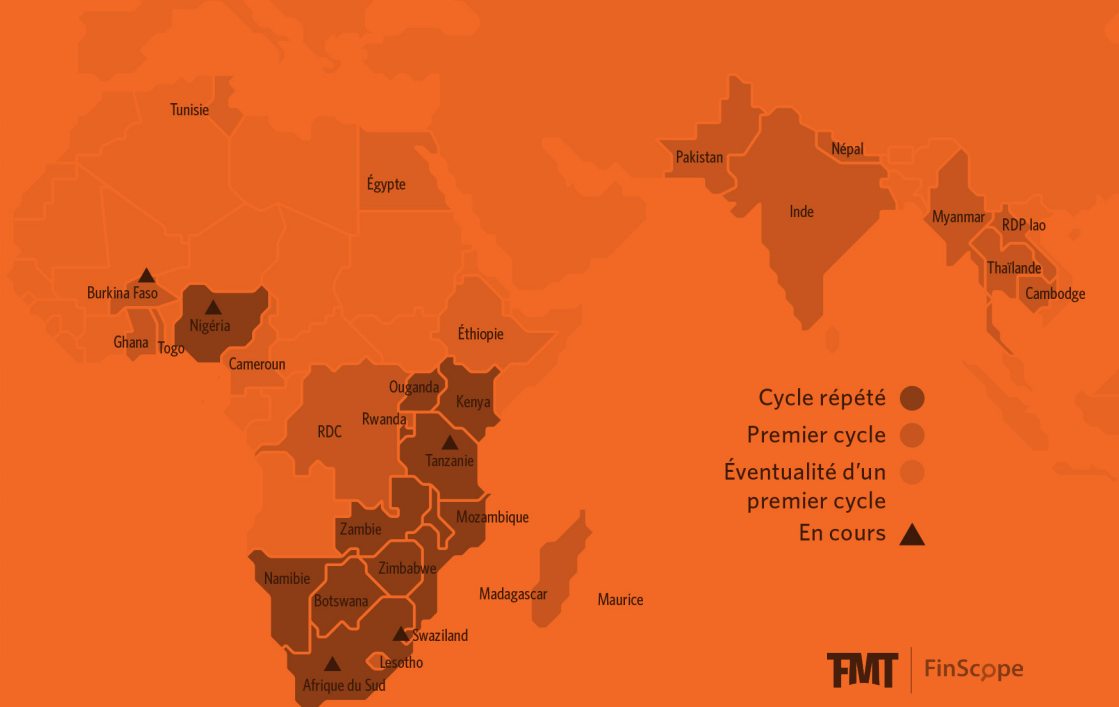 Tunisie
Égypte
Pakistan
Népal
Inde
Myanmar
RDP lao
Thaïlande
Cambodge
Burkina Faso
Nigéria
Ghana
Togo
Cameroun
Éthiopie
Ouganda
Kenya
Rwanda
RDC
Tanzanie
Mozambique
Zambie
Zimbabwe
Namibie
Botswana
Madagascar
Maurice
Swaziland
Lesotho
Afrique du Sud
Cycle répété
Premier cycle
Éventualité d'un
premier cycle
En cours
FMT
FinScope